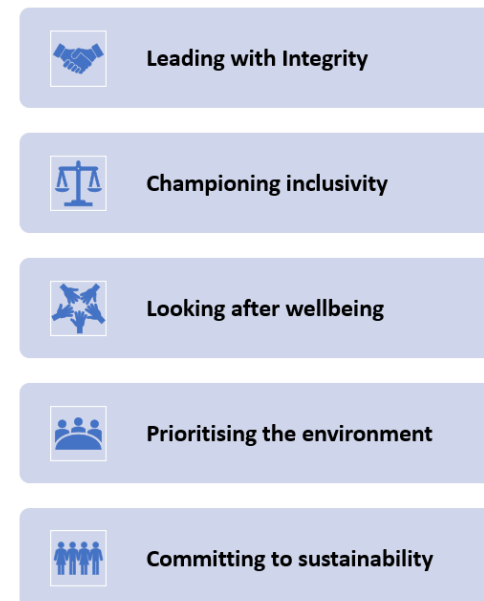 Leading with Integrity
Championing inclusivity
Looking after wellbeing
Prioritising the environment
Committing to sustainability